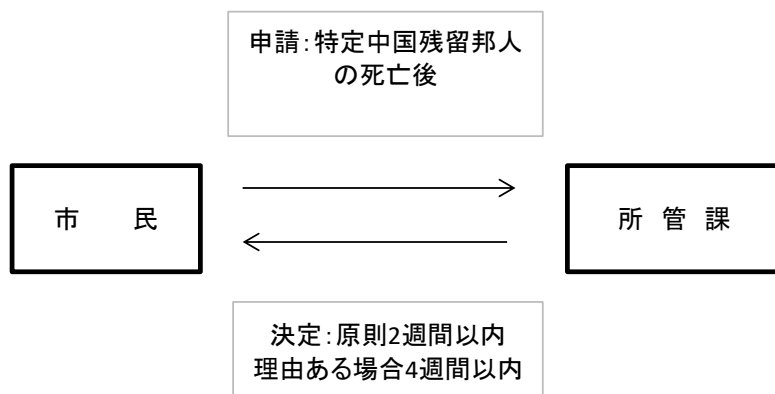 申請：特定中国残留邦人
の死亡後
市　　民
所 管 課
決定：原則2週間以内
理由ある場合4週間以内